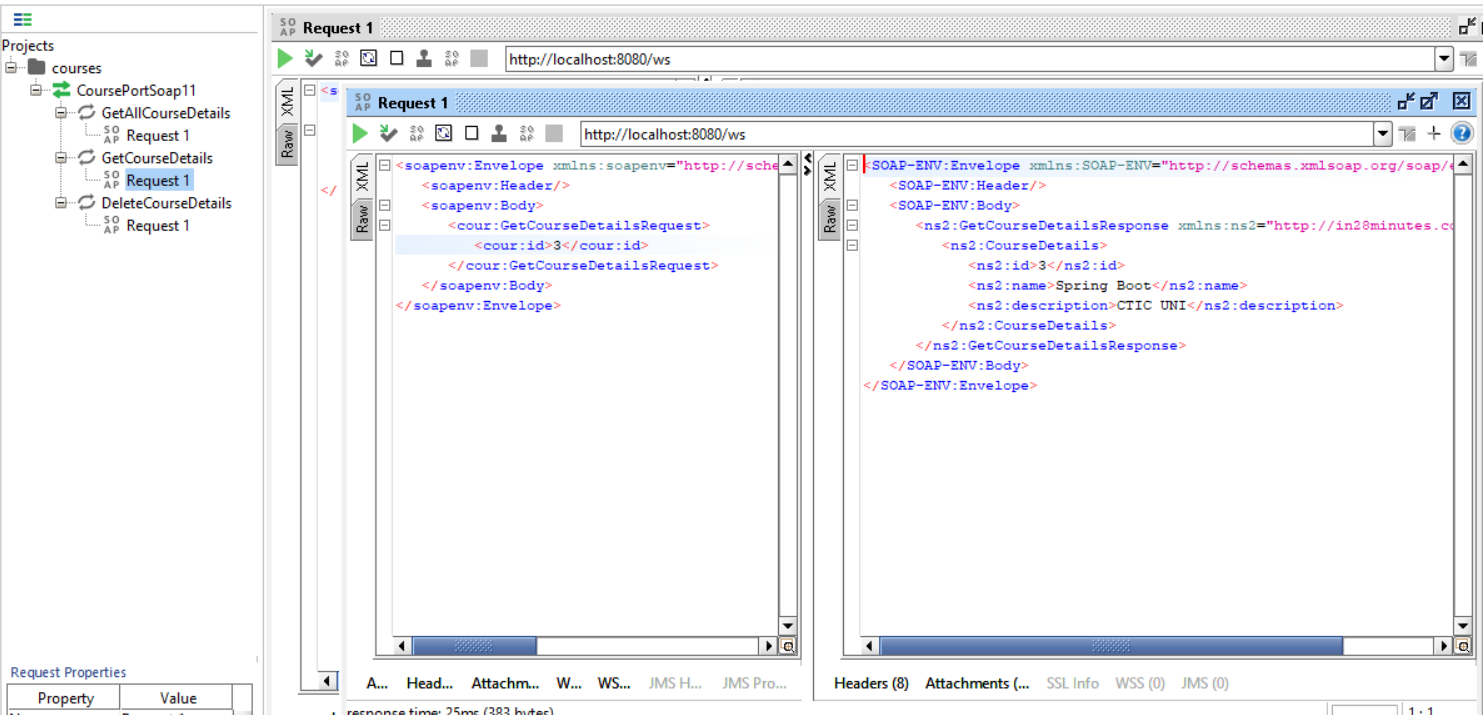 Projects
courses
CoursePortSoap11
GetAllCourseDetails
SOAP Request 1
GetCourseDetails
SOAP Request 1
DeleteCourseDetails
SOAP Request 1
Request Properties
Property Value
SOAP Request 1
http://localhost:8080/ws
XML
Raw
<s
</
SOAP Request 1
http://localhost:8080/ws
XML
Raw
<soapenv:Envelope xmlns:soapenv="http://sche
<soapenv:Header/>
<soapenv:Body>
<cour:GetCourseDetailsRequest>
<cour:id>3</cour:id>
</cour:GetCourseDetailsRequest>
</soapenv:Body>
</soapenv:Envelope>
A... Head... Attachm... W... WS... JMS H... JMS Pro...
XML
Raw
<SOAP-ENV:Envelope xmlns:SOAP-ENV="http://schemas.xmlsoap.org/soap/e
<SOAP-ENV:Header/>
<SOAP-ENV:Body>
<ns2:GetCourseDetailsResponse xmlns:ns2="http://in28minutes.co
<ns2:CourseDetails>
<ns2:id>3</ns2:id>
<ns2:name>Spring Boot</ns2:name>
<ns2:description>CTIC UNI</ns2:description>
</ns2:CourseDetails>
</ns2:GetCourseDetailsResponse>
</SOAP-ENV:Body>
</SOAP-ENV:Envelope>
Headers (8) Attachments (... SSL Info WSS (0) JMS (0)
response time: 25ms (383 bytes)
1 : 1